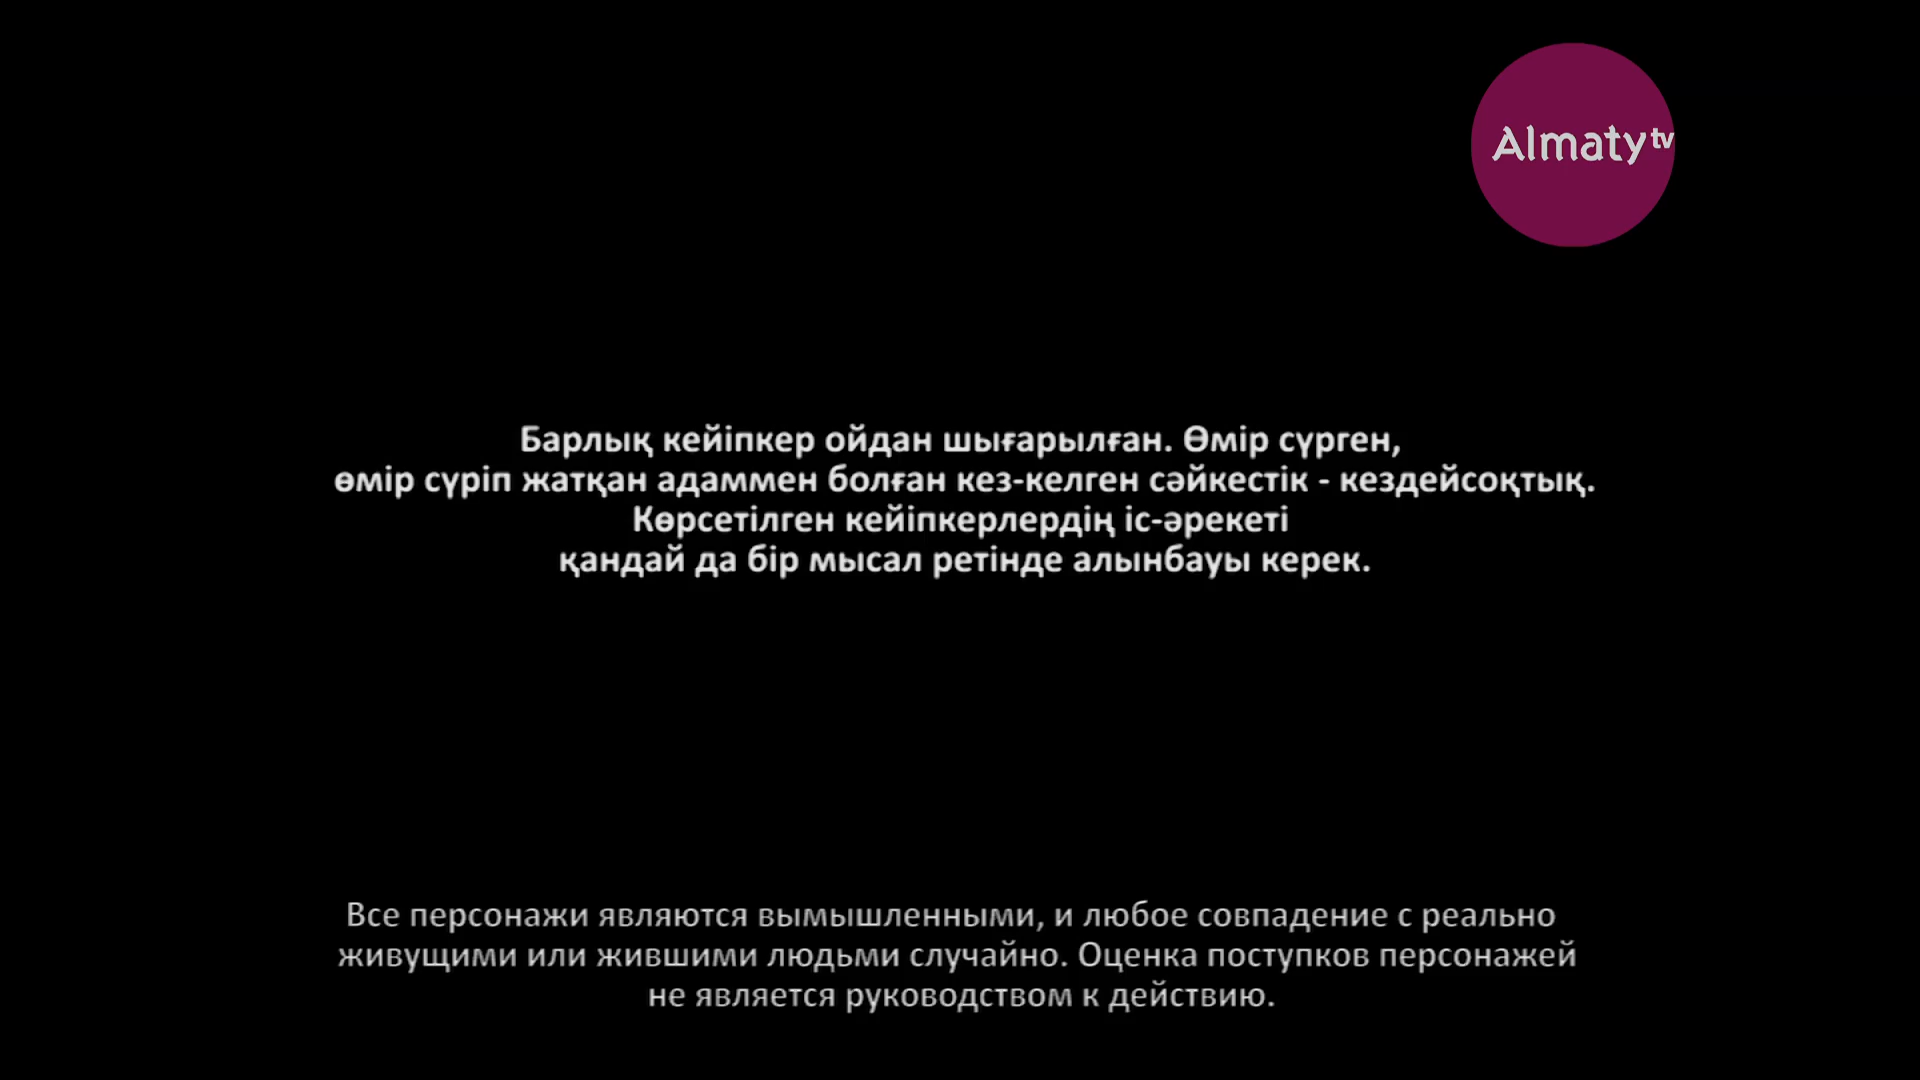 Almaty tv
Барлық кейіпкер ойдан шығарылған. Өмір сүрген,
өмір сүріп жатқан адаммен болған кез-келген сәйкестік - кездейсоқтық.
Көрсетілген кейіпкерлердің іс-әрекеті
қандай да бір мысал ретінде алынбауы керек.
Все персонажи являются вымышленными, и любое совпадение с реально
живущими или жившими людьми случайно. Оценка поступков персонажей
не является руководством к действию.